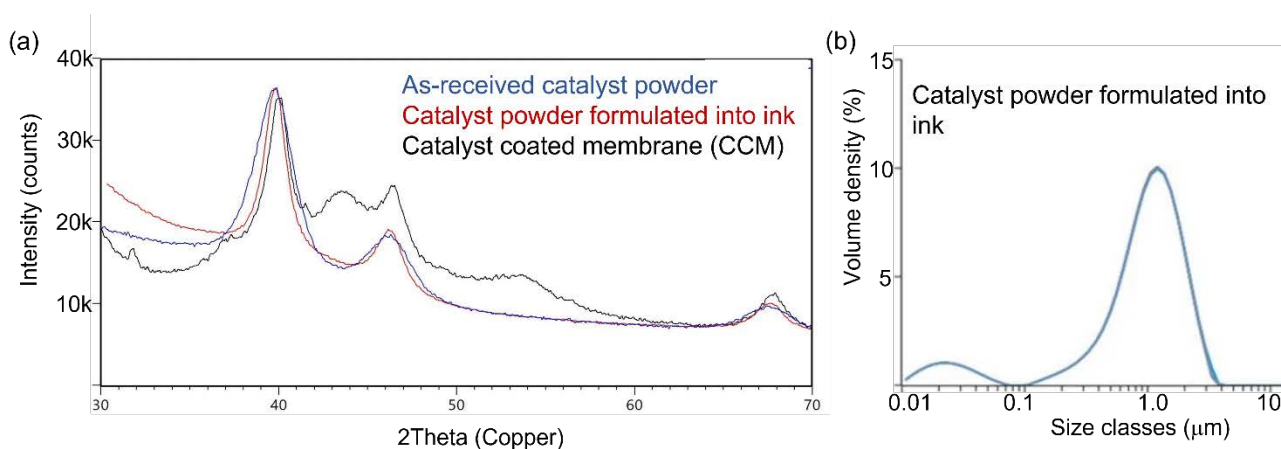 (a)
40k
30k
20k
10k
Intensity (counts)
As-received catalyst powder
Catalyst powder formulated into ink
Catalyst coated membrane (CCM)
30 40 50 60 70
2Theta (Copper)
(b)
15
10
5
Volume density (%)
Catalyst powder formulated into
ink
0.01 0.1 1.0 10
Size classes (μm)